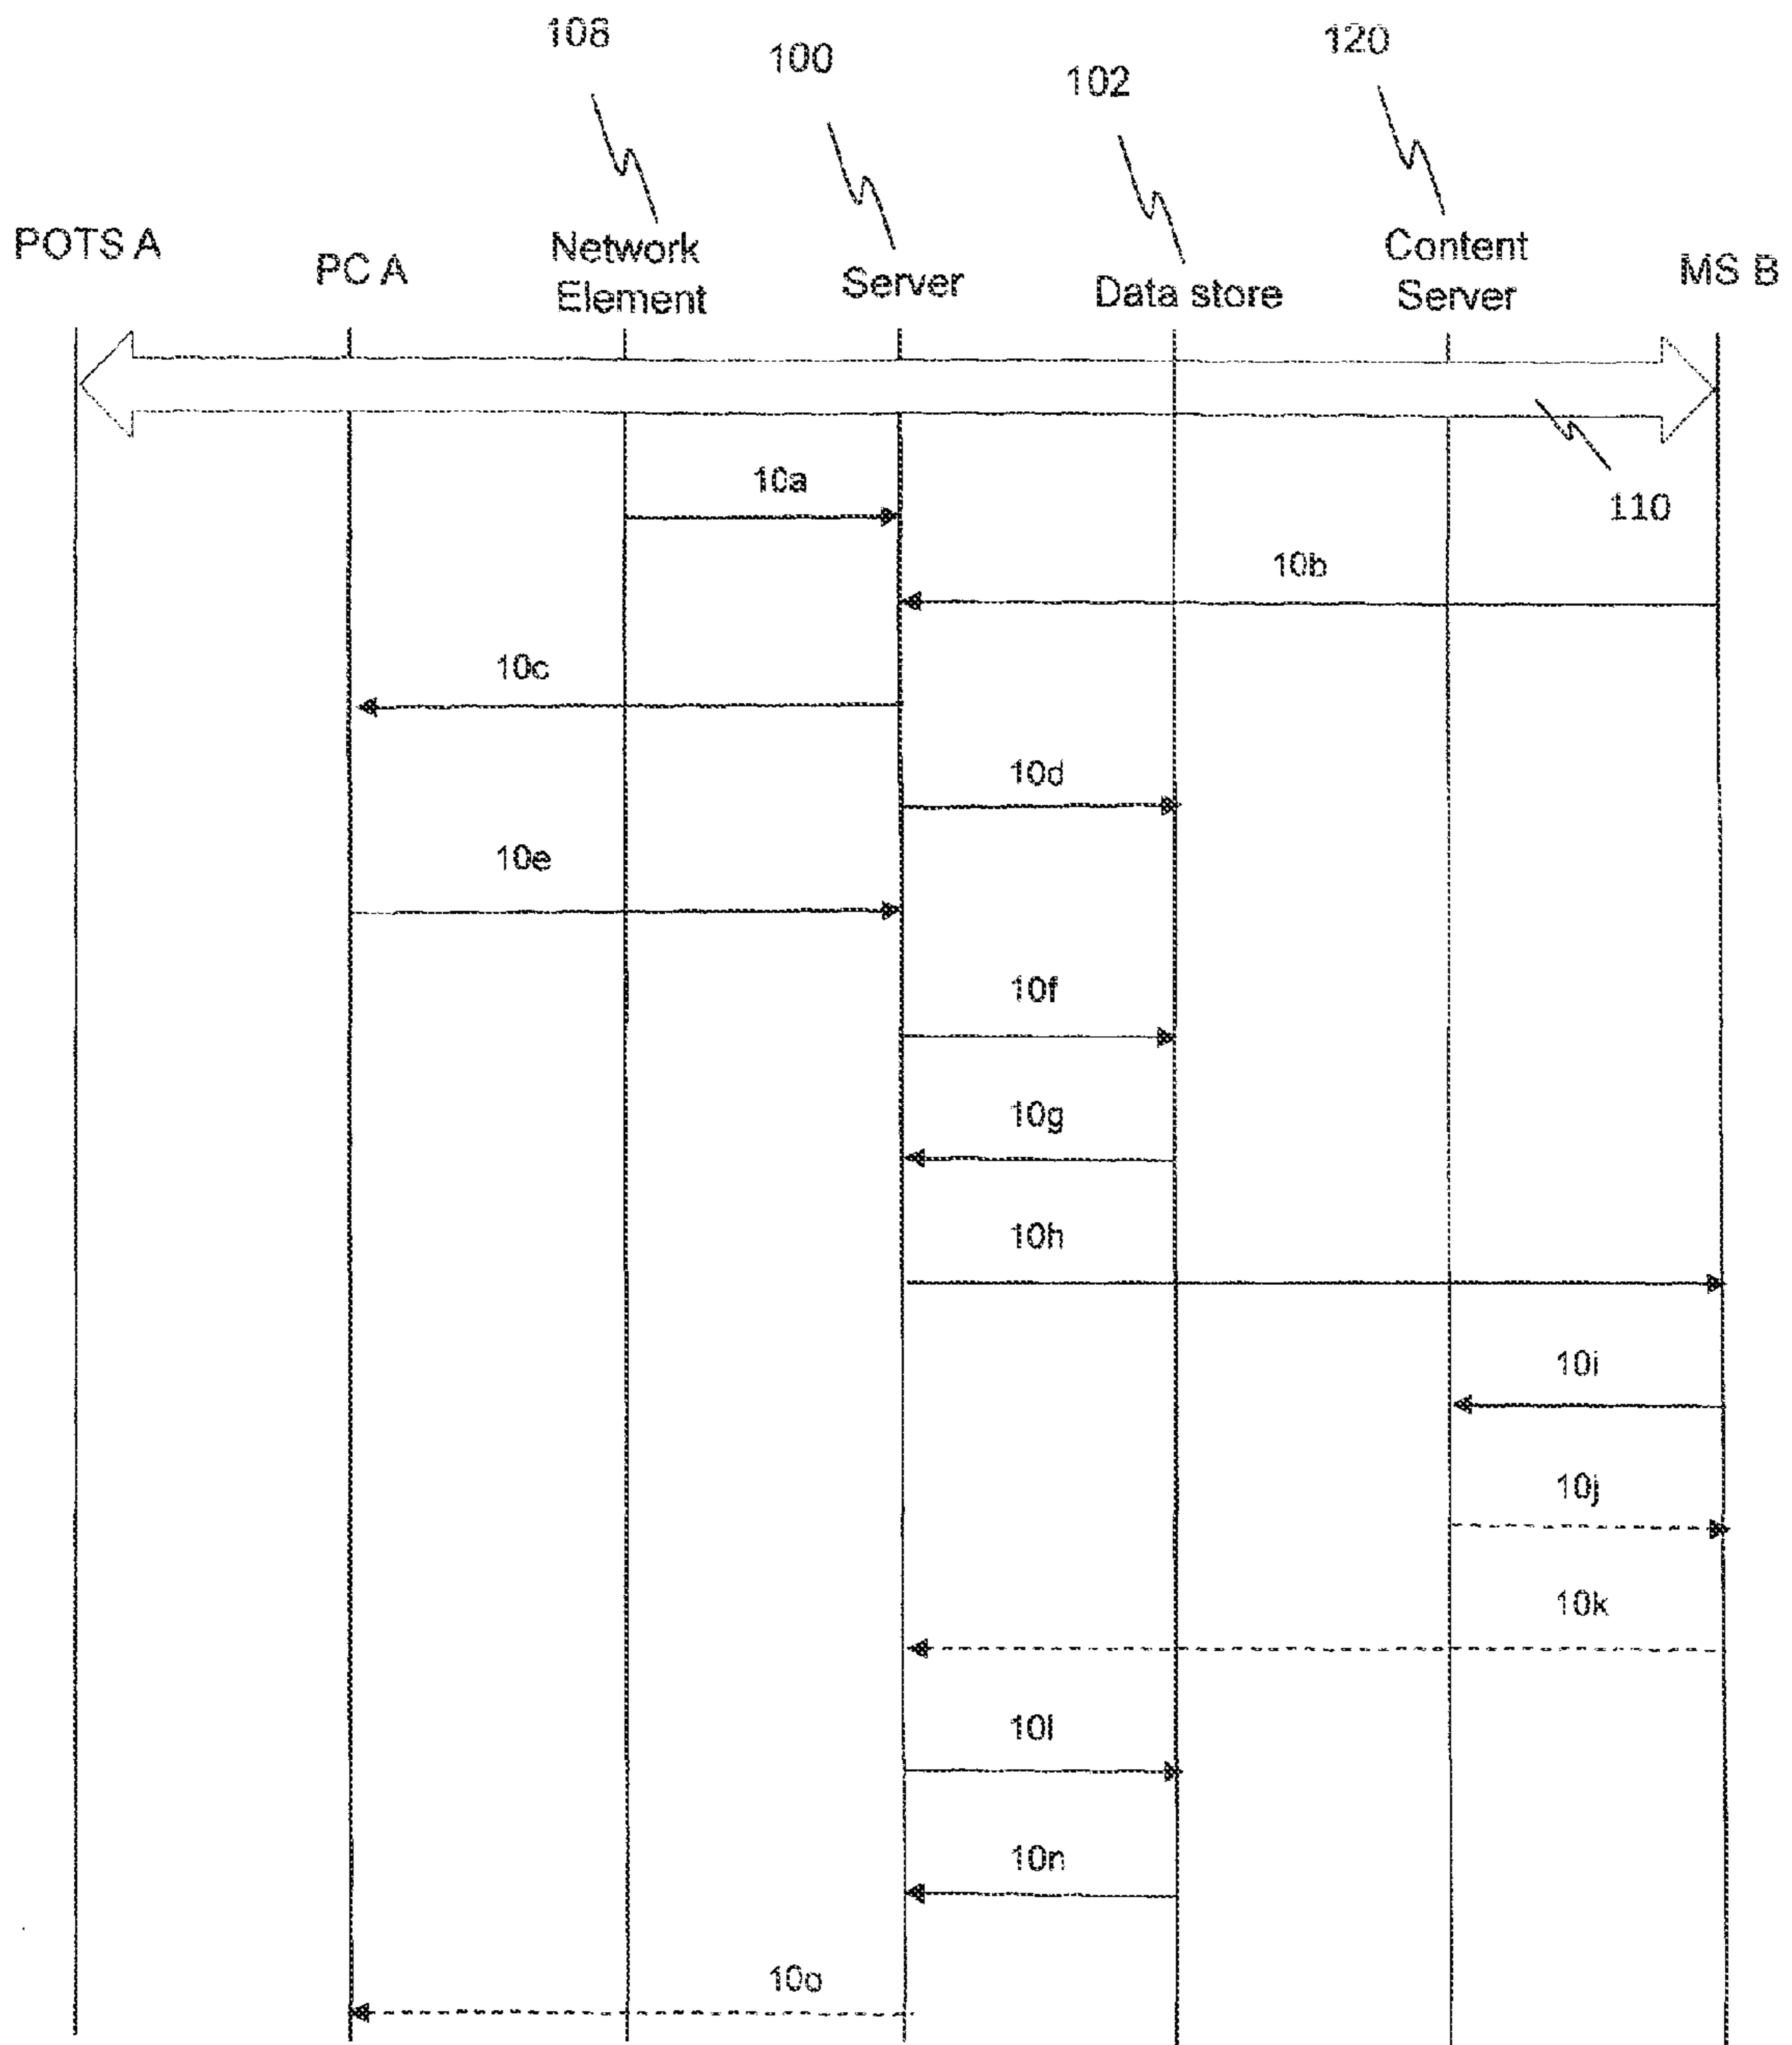 108
100
102
120
POTS A
PC A
Network
Element
Server
Data store
Content
Server
MS B
110
10a
10b
10c
10d
10e
10f
10g
10h
10i
10j
10k
10l
10n
10o